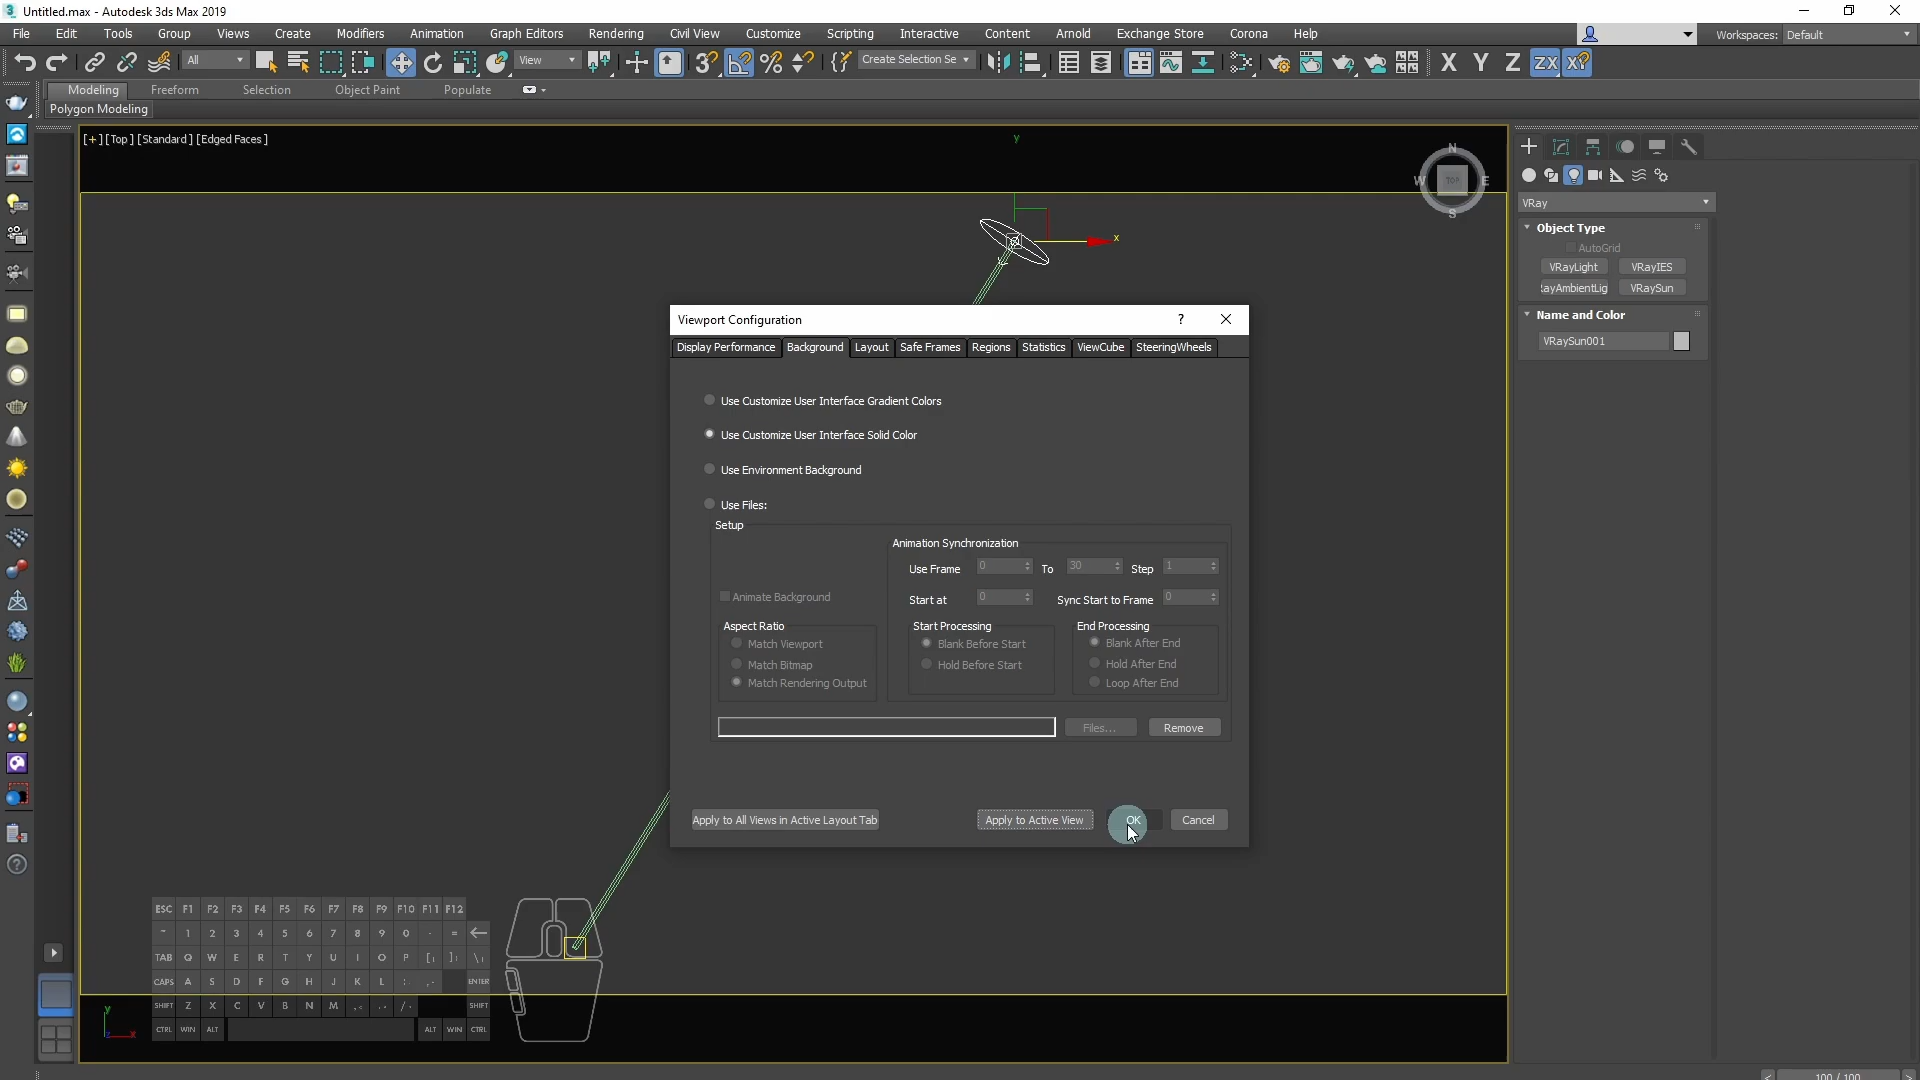 Untitled.max - Autodesk 3ds Max 2019
File Edit Tools Group Views Create Modifiers Animation Graph Editors Rendering Civil View Customize Scripting Interactive Content Arnold Exchange Store Corona Help
Workspaces: Default
All View Create Selection Se X Y Z ZX XY
Modeling Freeform Selection Object Paint Populate
Polygon Modeling
[+] [Top] [Standard] [Edged Faces]
y
N
W TOP E
S
x
VRay
Object Type
AutoGrid
VRayLight VRayIES
RayAmbientLig VRaySun
Name and Color
VRaySun001
Viewport Configuration ?
Display Performance Background Layout Safe Frames Regions Statistics ViewCube SteeringWheels
Use Customize User Interface Gradient Colors
Use Customize User Interface Solid Color
Use Environment Background
Use Files:
Setup
Animation Synchronization
Use Frame 0 To 30 Step 1
Animate Background
Start at 0 Sync Start to Frame 0
Aspect Ratio Start Processing End Processing
Match Viewport Blank Before Start Blank After End
Match Bitmap Hold Before Start Hold After End
Match Rendering Output Loop After End
Files... Remove
Apply to All Views in Active Layout Tab Apply to Active View OK Cancel
ESC F1 F2 F3 F4 F5 F6 F7 F8 F9 F10 F11 F12
1 2 3 4 5 6 7 8 9 0 - =
TAB Q W E R T Y U I O P [ ] \
CAPS A S D F G H J K L ENTER
SHIFT Z X C V B N M SHIFT
CTRL WIN ALT ALT WIN CTRL
y
z x
100 / 100